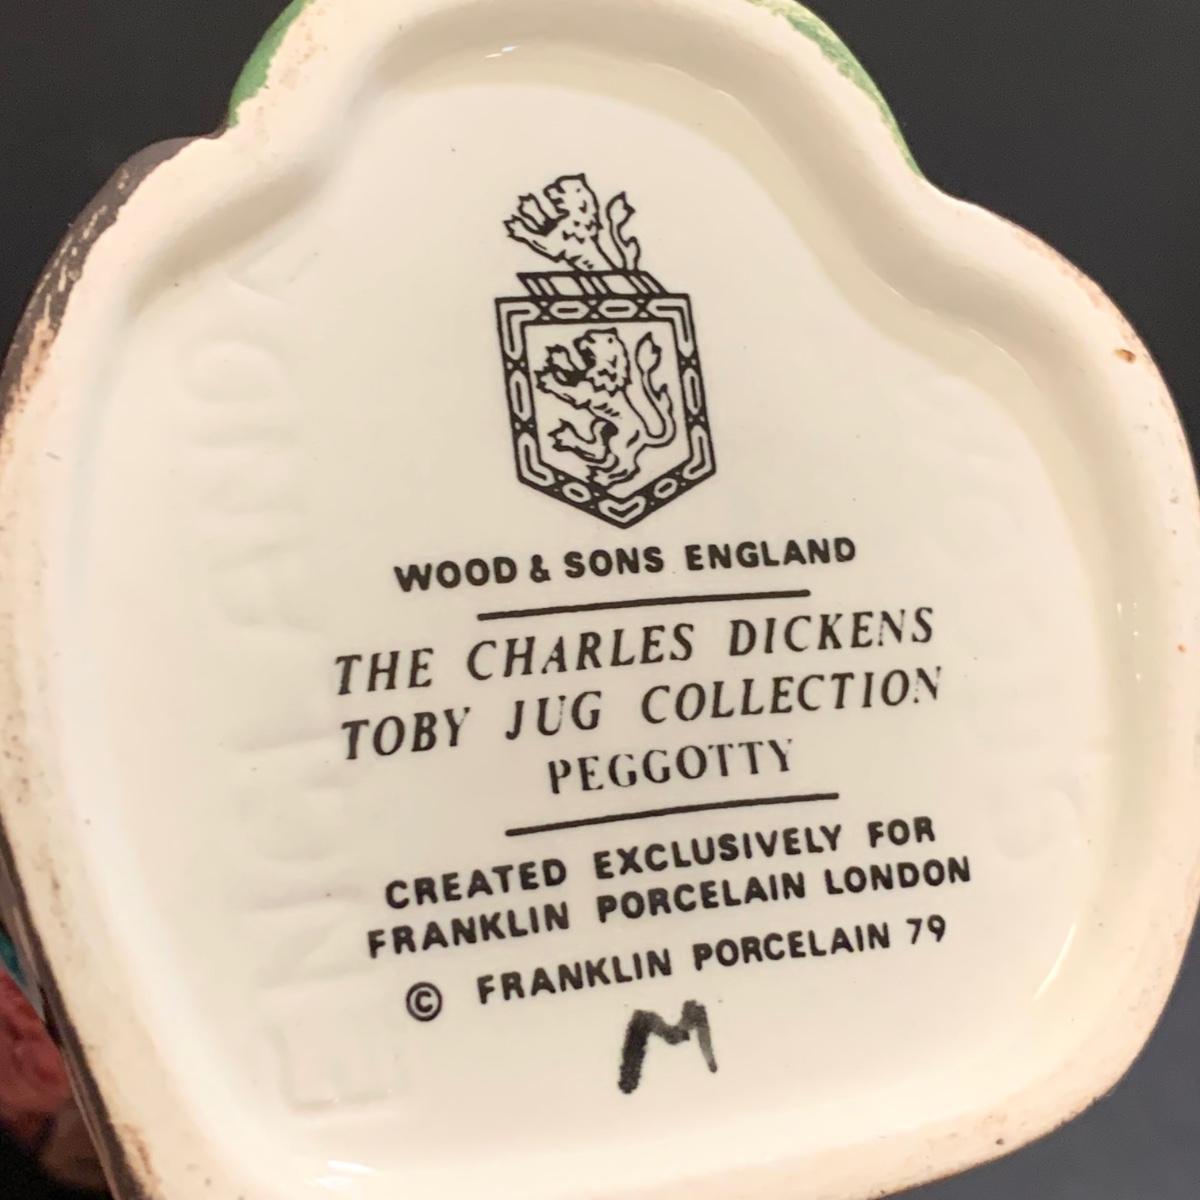 WOOD & SONS ENGLAND
THE CHARLES DICKENS
TOBY JUG COLLECTION
PEGGOTTY
CREATED EXCLUSIVELY FOR
FRANKLIN PORCELAIN LONDON
© FRANKLIN PORCELAIN 79
M
ENGLAND